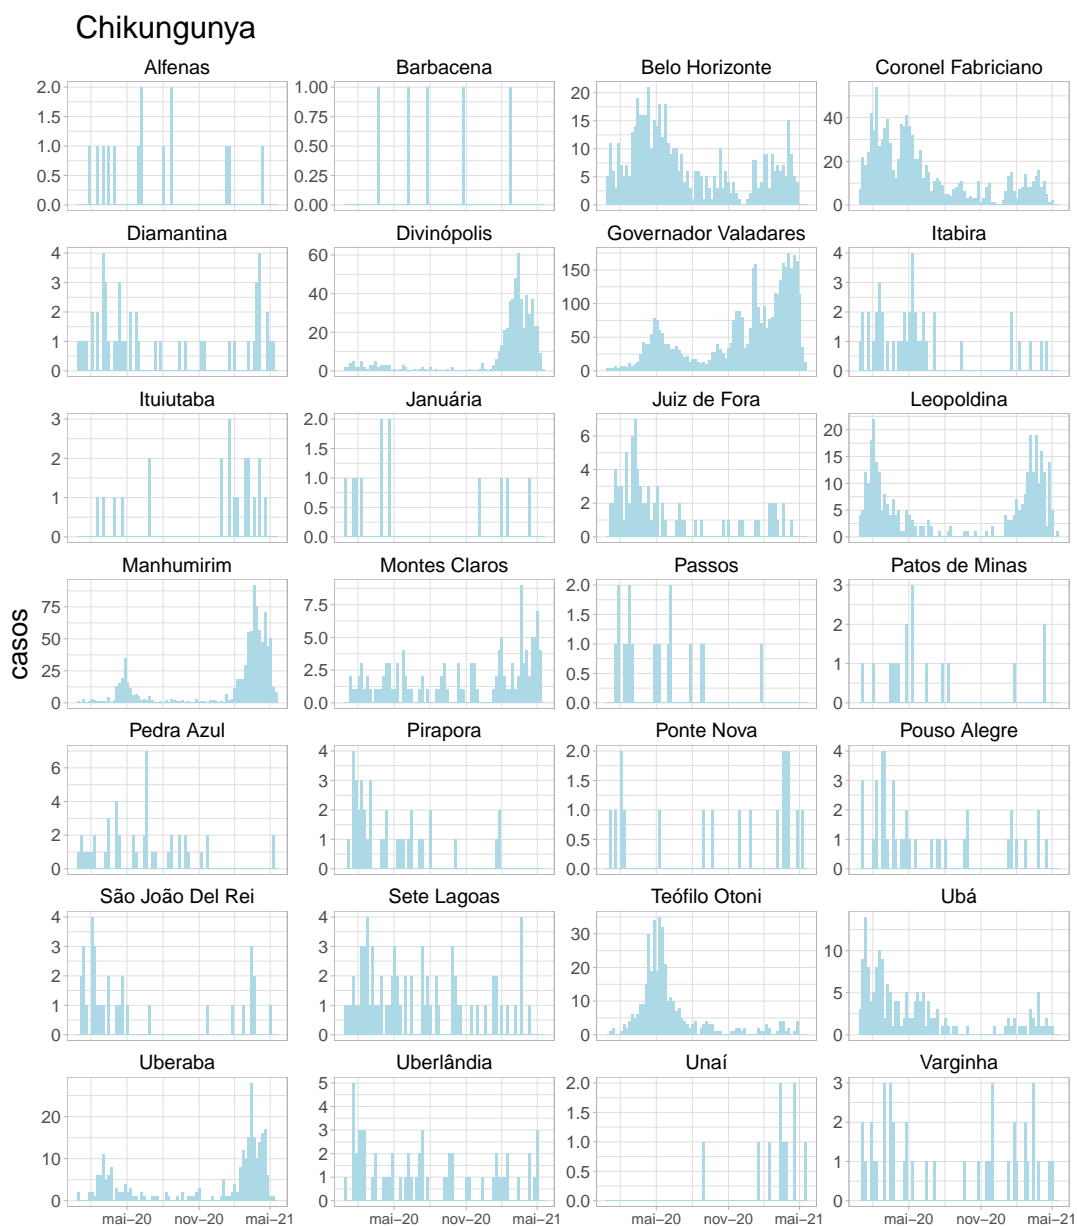 Chikungunya
Alfenas Barbacena Belo Horizonte Coronel Fabriciano
2.0 1.5 1.0 0.5 0.0
1.00 0.75 0.50 0.25 0.00
20 15 10 5 0
40 20 0
Diamantina Divinópolis Governador Valadares Itabira
4 3 2 1 0
60 40 20 0
150 100 50 0
4 3 2 1 0
Ituiutaba Januária Juiz de Fora Leopoldina
3 2 1 0
2.0 1.5 1.0 0.5 0.0
6 4 2 0
20 15 10 5 0
Manhumirim Montes Claros Passos Patos de Minas
casos
75 50 25 0
7.5 5.0 2.5 0.0
2.0 1.5 1.0 0.5 0.0
3 2 1 0
Pedra Azul Pirapora Ponte Nova Pouso Alegre
6 4 2 0
4 3 2 1 0
2.0 1.5 1.0 0.5 0.0
4 3 2 1 0
São João Del Rei Sete Lagoas Teófilo Otoni Ubá
4 3 2 1 0
4 3 2 1 0
30 20 10 0
10 5 0
Uberaba Uberlândia Unaí Varginha
20 10 0
5 4 3 2 1 0
2.0 1.5 1.0 0.5 0.0
3 2 1 0
mai−20 nov−20 mai−21 mai−20 nov−20 mai−21 mai−20 nov−20 mai−21 mai−20 nov−20 mai−21